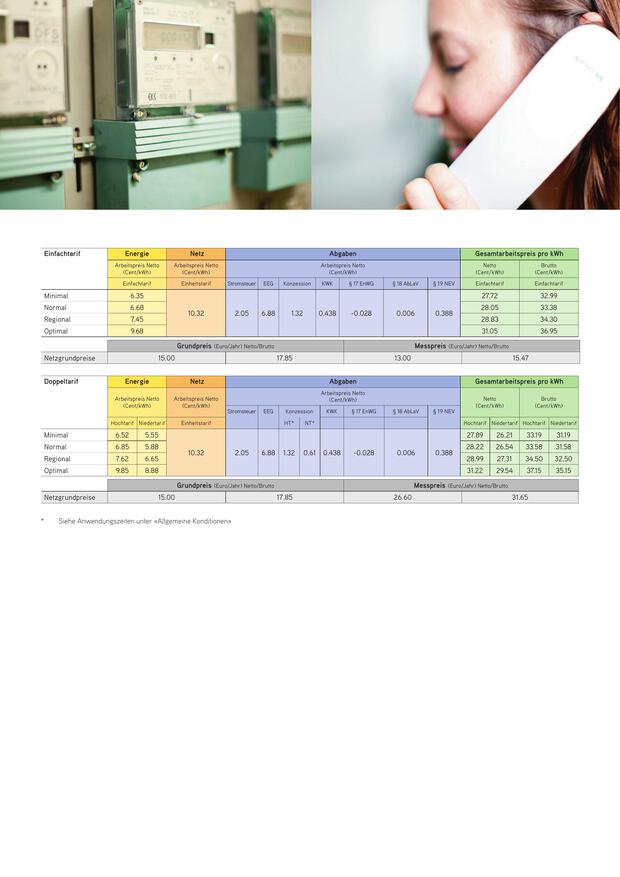 DFS
Einfachtarif Energie Netz Abgaben Gesamtarbeitspreis pro kWh
Arbeitspreis Netto (Cent/kWh) Arbeitspreis Netto (Cent/kWh) Arbeitspreis Netto (Cent/kWh) Netto (Cent/kWh) Brutto (Cent/kWh)
Einfachtarif Einheitstarif Stromsteuer EEG Konzession KWK § 17 EnWG § 18 AbLaV § 19 NEV Einfachtarif Einfachtarif
Minimal 6.35 10.32 2.05 6.88 1.32 0.438 -0.028 0.006 0.388 27.72 32.99
Normal 6.68 28.05 33.38
Regional 7.45 28.83 34.30
Optimal 9.68 31.05 36.95
Grundpreis (Euro/Jahr) Netto/Brutto Messpreis (Euro/Jahr) Netto/Brutto
Netzgrundpreise 15.00 17.85 13.00 15.47
Doppeltarif Energie Netz Abgaben Gesamtarbeitspreis pro kWh
Arbeitspreis Netto (Cent/kWh) Arbeitspreis Netto (Cent/kWh) Arbeitspreis Netto (Cent/kWh) Netto (Cent/kWh) Brutto (Cent/kWh)
Stromsteuer EEG Konzession KWK § 17 EnWG § 18 AbLaV § 19 NEV
Hochtarif Niedertarif Einheitstarif HT* NT* Hochtarif Niedertarif Hochtarif Niedertarif
Minimal 6.52 5.55 10.32 2.05 6.88 1.32 0.61 0.438 -0.028 0.006 0.388 27.89 26.21 33.19 31.19
Normal 6.85 5.88 28.22 26.54 33.58 31.58
Regional 7.62 6.65 28.99 27.31 34.50 32.50
Optimal 9.85 8.88 31.22 29.54 37.15 35.15
Grundpreis (Euro/Jahr) Netto/Brutto Messpreis (Euro/Jahr) Netto/Brutto
Netzgrundpreise 15.00 17.85 26.60 31.65
* Siehe Anwendungszeiten unter «Allgemeine Konditionen»